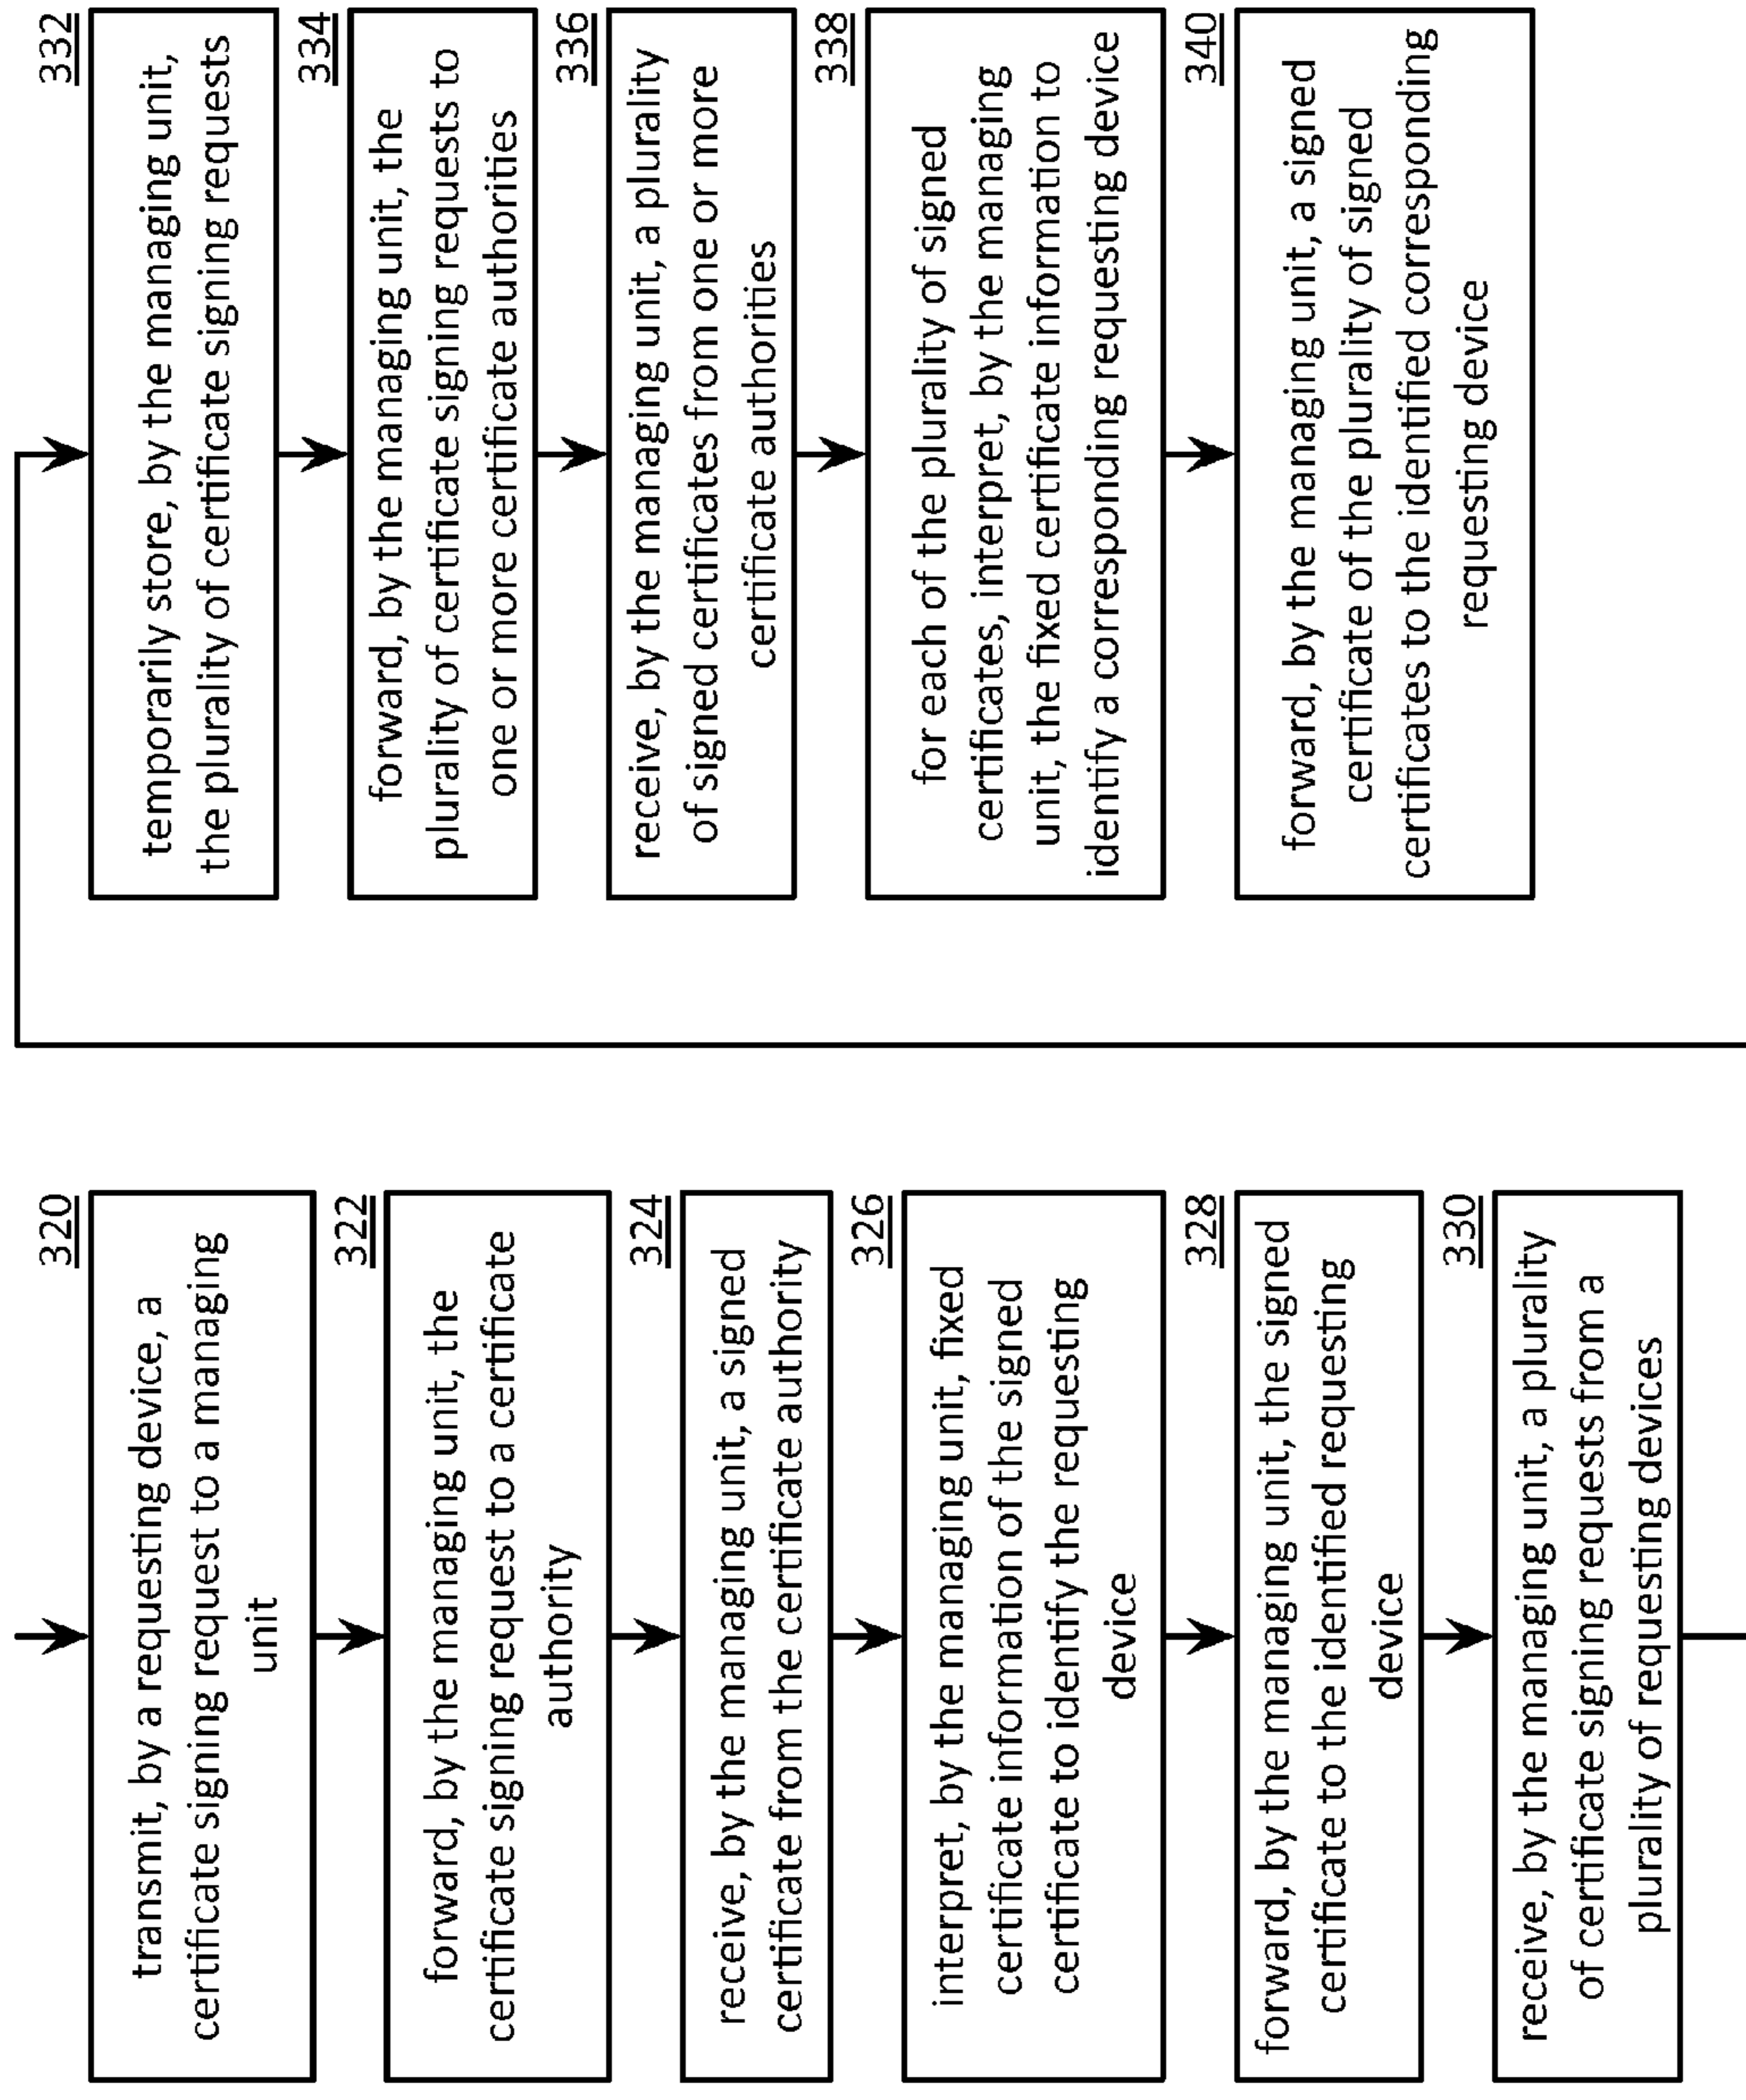 320
transmit, by a requesting device, a
certificate signing request to a managing
unit
322
forward, by the managing unit, the
certificate signing request to a certificate
authority
324
receive, by the managing unit, a signed
certificate from the certificate authority
326
interpret, by the managing unit, fixed
certificate information of the signed
certificate to identify the requesting
device
328
forward, by the managing unit, the signed
certificate to the identified requesting
device
330
receive, by the managing unit, a plurality
of certificate signing requests from a
plurality of requesting devices
332
temporarily store, by the managing unit,
the plurality of certificate signing requests
334
forward, by the managing unit, the
plurality of certificate signing requests to
one or more certificate authorities
336
receive, by the managing unit, a plurality
of signed certificates from one or more
certificate authorities
338
for each of the plurality of signed
certificates, interpret, by the managing
unit, the fixed certificate information to
identify a corresponding requesting device
340
forward, by the managing unit, a signed
certificate of the plurality of signed
certificates to the identified corresponding
requesting device